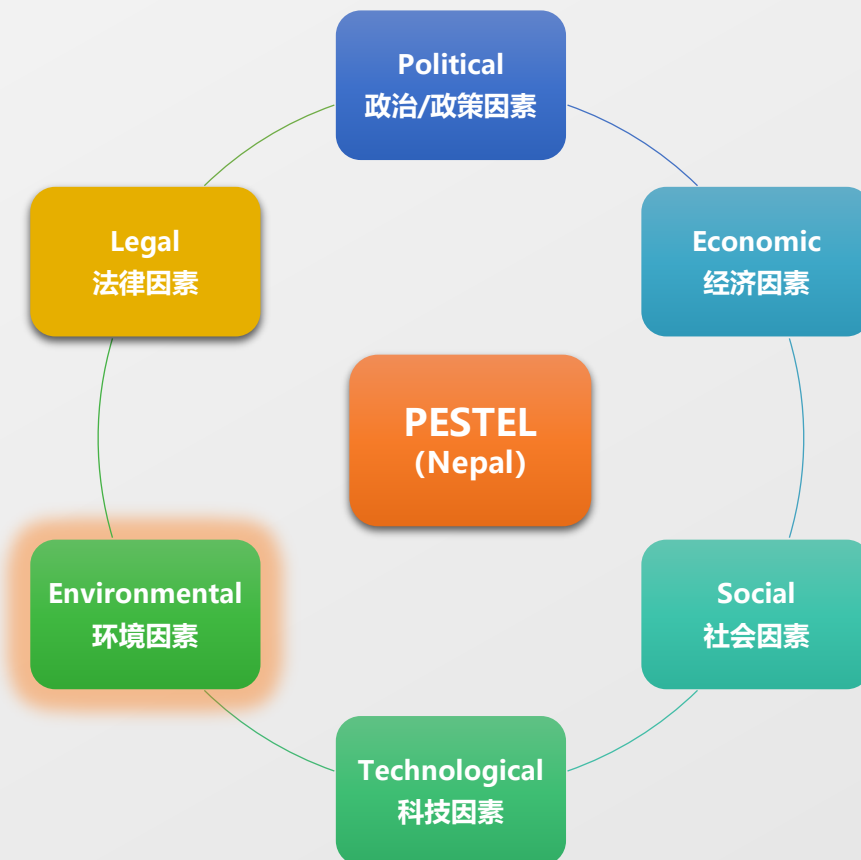 Political
政治/政策因素
Legal
法律因素
Economic
经济因素
PESTEL
(Nepal)
Environmental
环境因素
Social
社会因素
Technological
科技因素